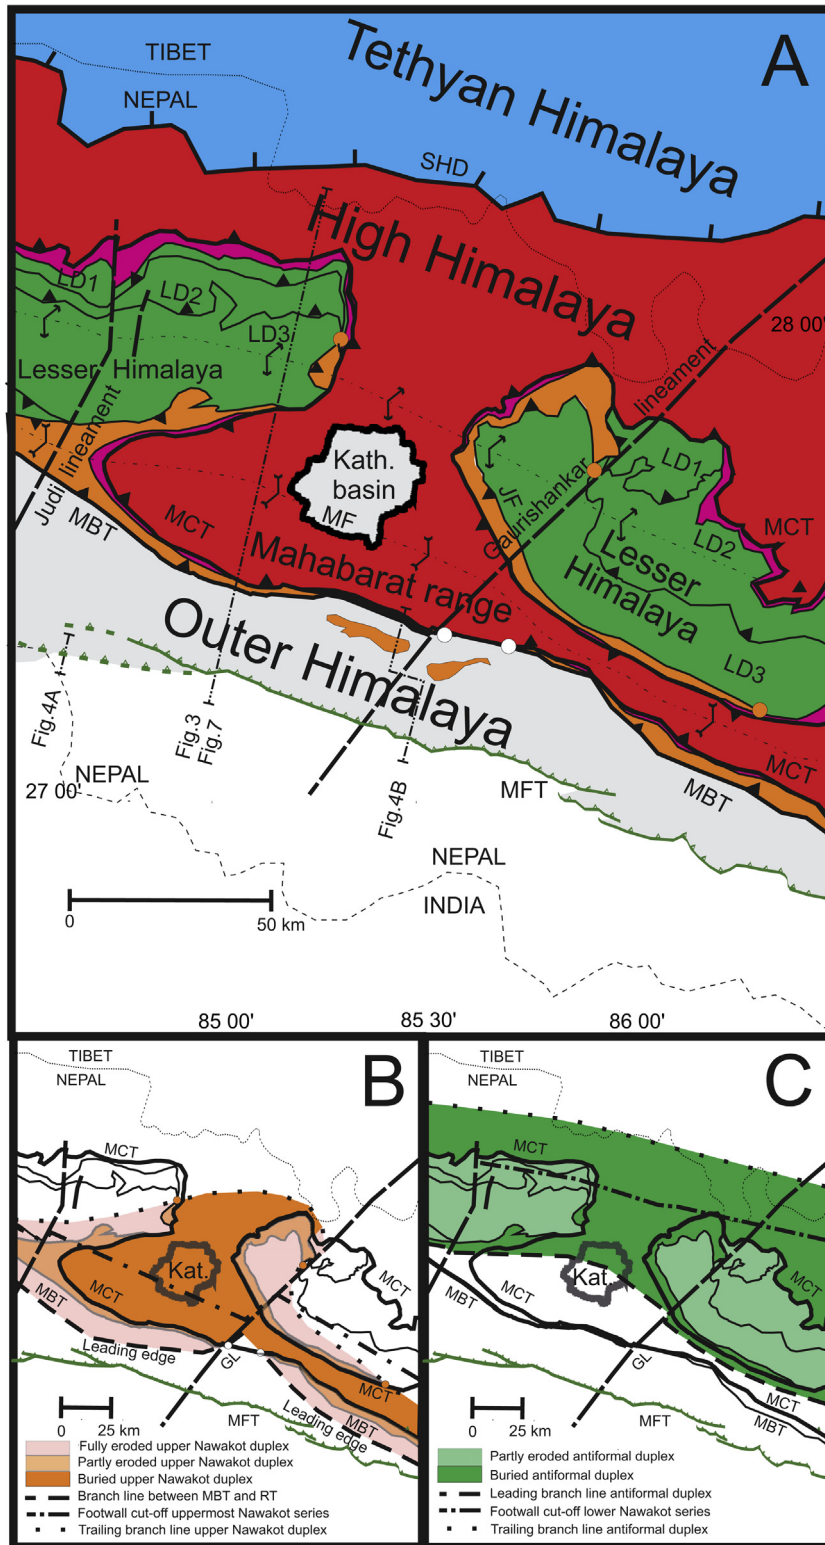 A
TIBET
NEPAL
Tethyan Himalaya
SHD
High Himalaya
LD1
LD2
LD3
28 00'
Lesser Himalaya
Judi lineament
lineament
Gaurishankar
LD1
JF
Kath.
basin
MF
MCT
MBT
MCT
LD2
Lesser
Himalaya
Mahabarat range
LD3
Outer Himalaya
Fig.4A
Fig.3
Fig.7
Fig.4B
MCT
MBT
NEPAL
27 00'
MFT
NEPAL
INDIA
0
50 km
85 00'
85 30'
86 00'
B
TIBET
NEPAL
MCT
Kat.
MCT
MCT
MBT
Leading edge
GL
MCT
MBT
Leading edge
MFT
0
25 km
Fully eroded upper Nawakot duplex
Partly eroded upper Nawakot duplex
Buried upper Nawakot duplex
Branch line between MBT and RT
Footwall cut-off uppermost Nawakot series
Trailing branch line upper Nawakot duplex
C
TIBET
NEPAL
MCT
Kat.
MCT
MCT
MBT
GL
MCT
MBT
MFT
0
25 km
Partly eroded antiformal duplex
Buried antiformal duplex
Leading branch line antiformal duplex
Footwall cut-off lower Nawakot series
Trailing branch line antiformal duplex